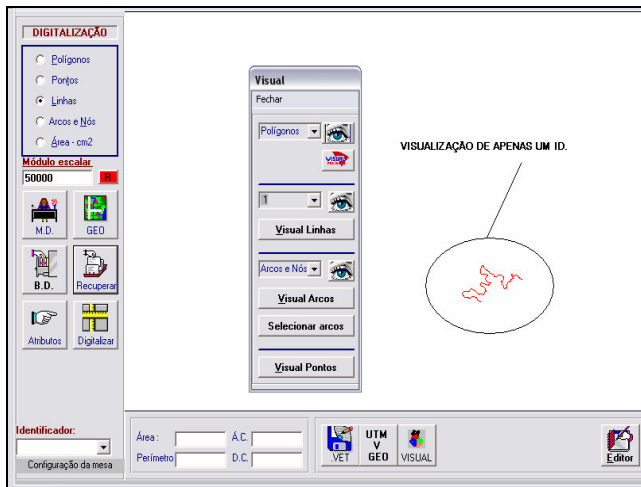 DIGITALIZAÇÃO
Polígonos
Pontos
Linhas
Arcos e Nós
Área - cm2
Módulo escalar
50000
R
M.D.
GEO
B.D.
Recuperar
Atributos
Digitalizar
Identificador:
Configuração da mesa
Visual
Fechar
Polígonos
VISUAL
1
Visual Linhas
Arcos e Nós
Visual Arcos
Selecionar arcos
Visual Pontos
VISUALIZAÇÃO DE APENAS UM ID.
Área :
Á.C.
Perímetro
D.C.
.VET
UTM
V
GEO
VISUAL
Editor